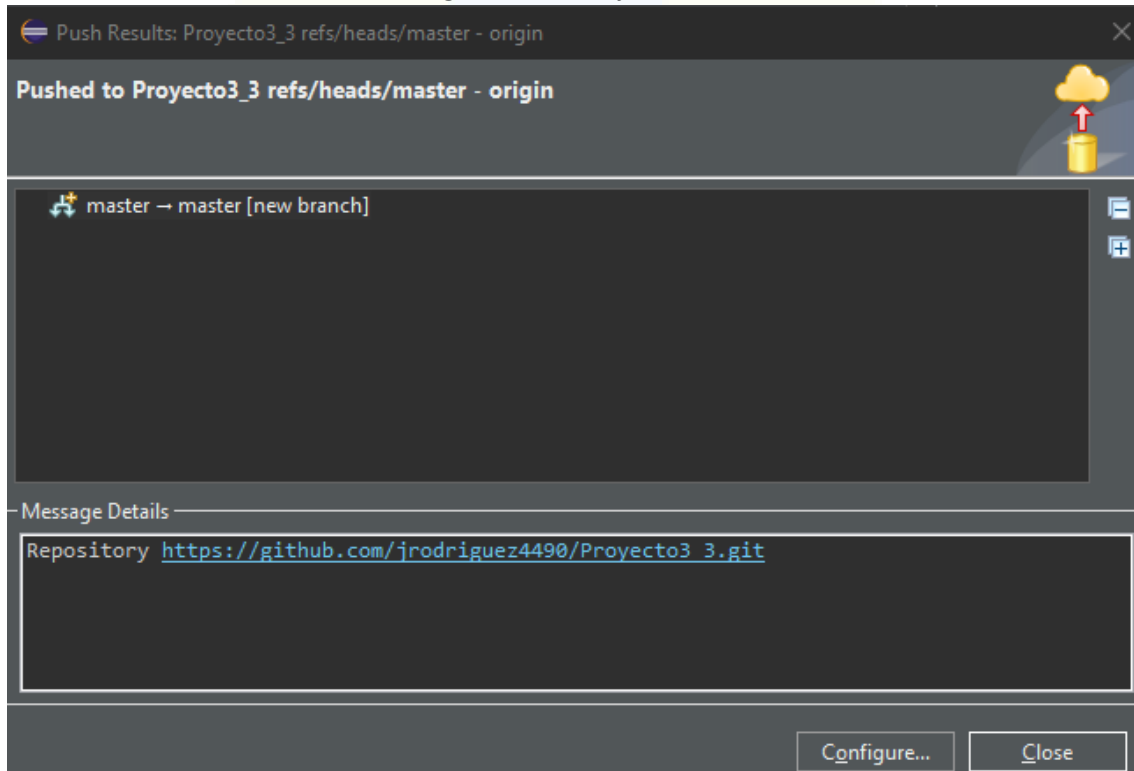 Push Results: Proyecto3_3 refs/heads/master - origin
Pushed to Proyecto3_3 refs/heads/master - origin
master → master [new branch]
Message Details
Repository https://github.com/jrodriguez4490/Proyecto3_3.git
Configure...
Close